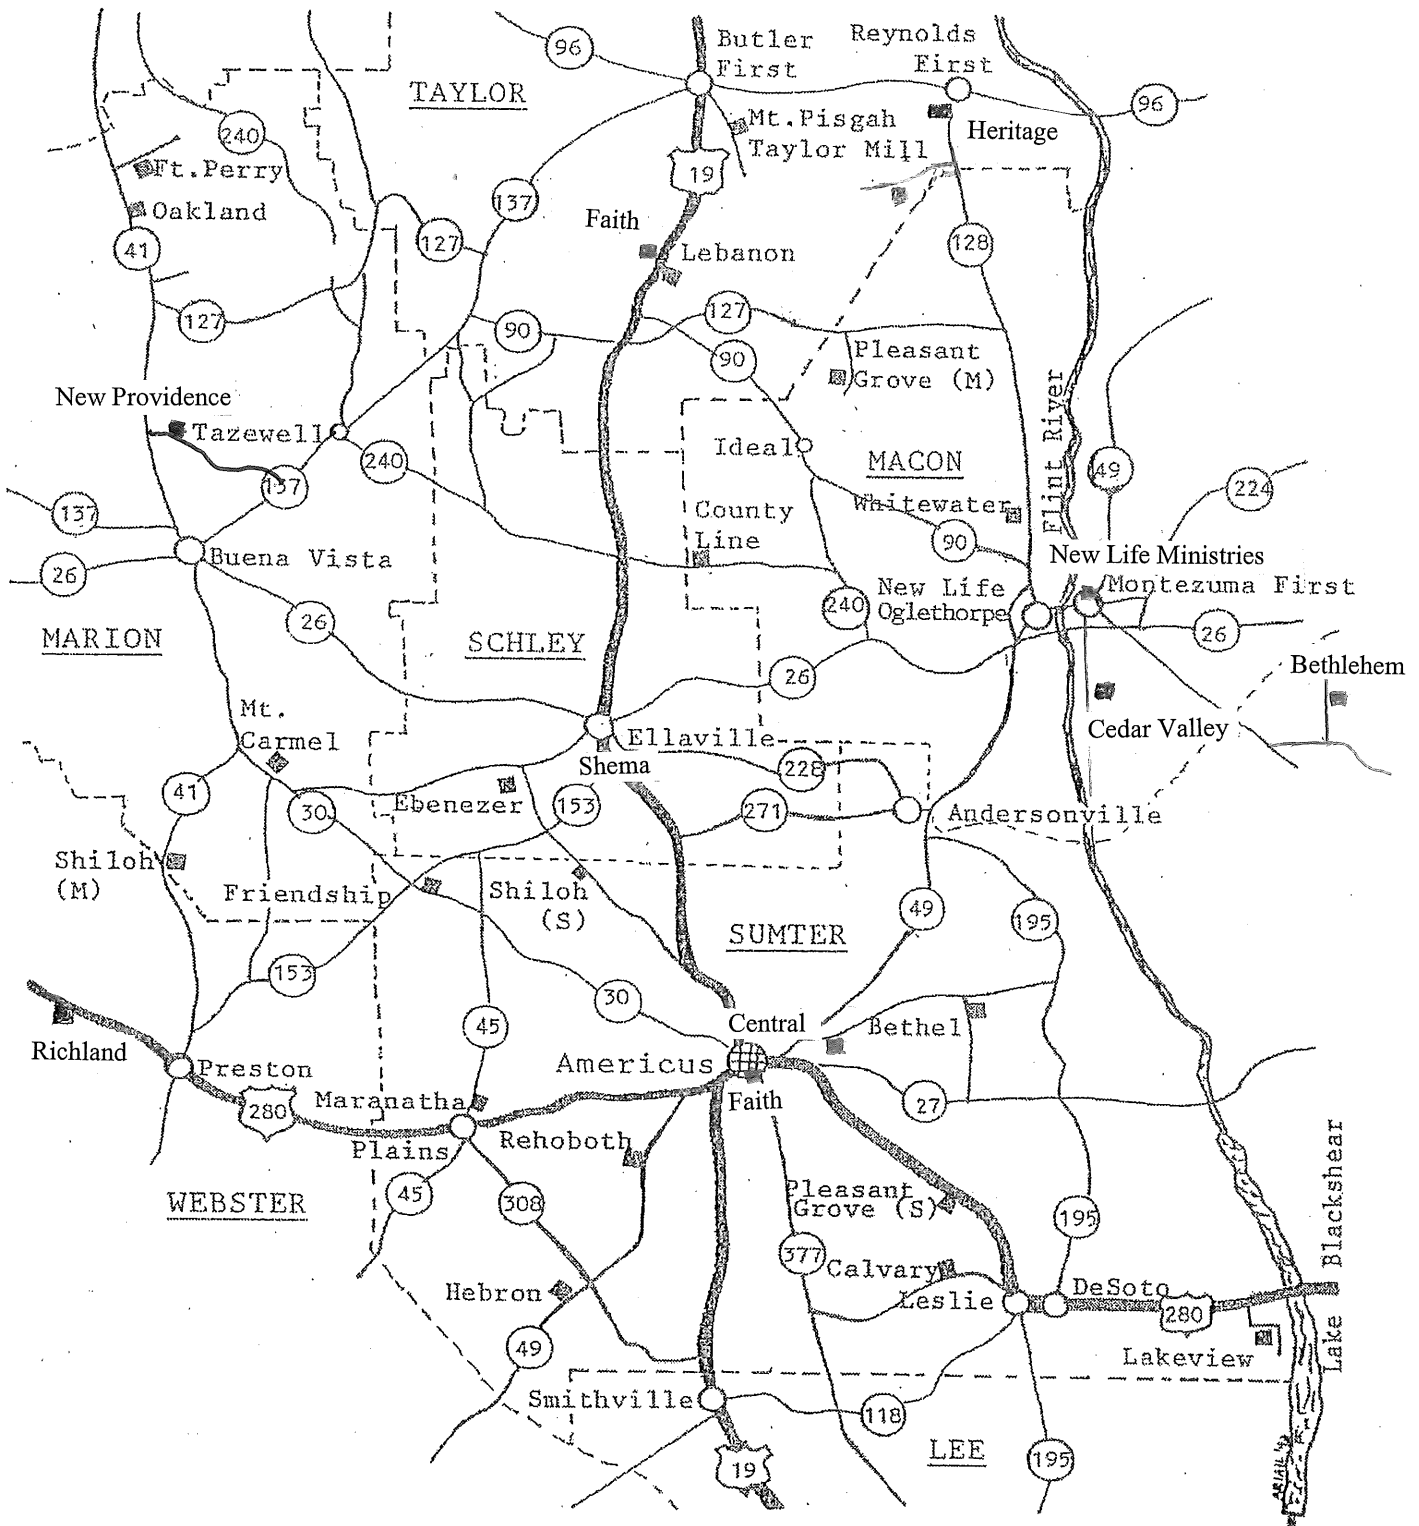 96
Butler
First
Reynolds
First
TAYLOR
96
240
Mt.Pisgah
Taylor Mill
Heritage
Ft.Perry
19
Oakland
137
Faith
41
127
Lebanon
128
127
90
127
90
Pleasant
Grove (M)
New Providence
Tazewell
Ideal
MACON
Flint River
240
49
137
224
137
County
Line
Whitewater
90
Buena Vista
26
New Life Ministries
Montezuma First
New Life
Oglethorpe
240
26
MARION
26
SCHLEY
26
Bethlehem
Mt.
Carmel
Ellaville
Shema
Cedar Valley
228
41
30
Ebenezer
153
271
Andersonville
Shiloh
(M)
Friendship
Shiloh
(S)
49
195
SUMTER
153
30
45
Central
Bethel
Richland
Americus
Preston
280
Maranatha
Faith
27
Plains
Rehoboth
45
308
WEBSTER
Pleasant
Grove (S)
195
377
Calvary
Hebron
Leslie
DeSoto
280
Lake Blackshear
49
Lakeview
Smithville
118
LEE
19
195